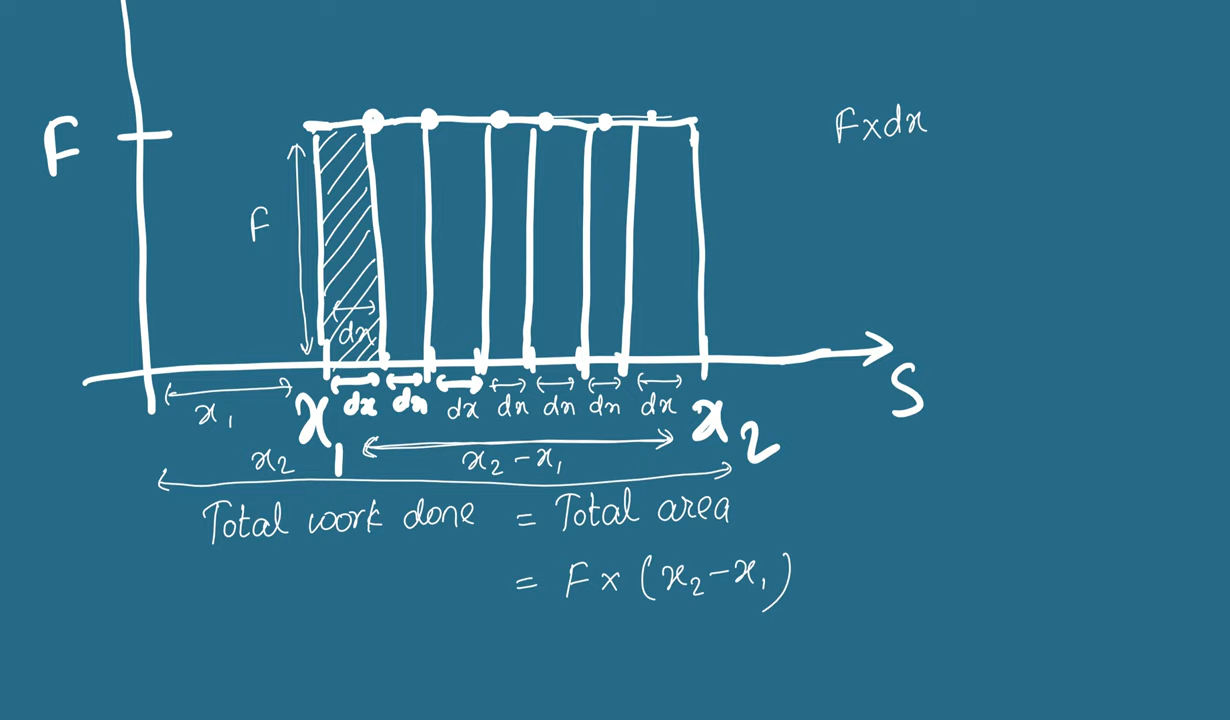 F
F x dx
F
dx
x1
x1
dx dx dx dx dx dx dx
x2
x2
x2 - x1
S
Total work done = Total area
= F x (x2 - x1)